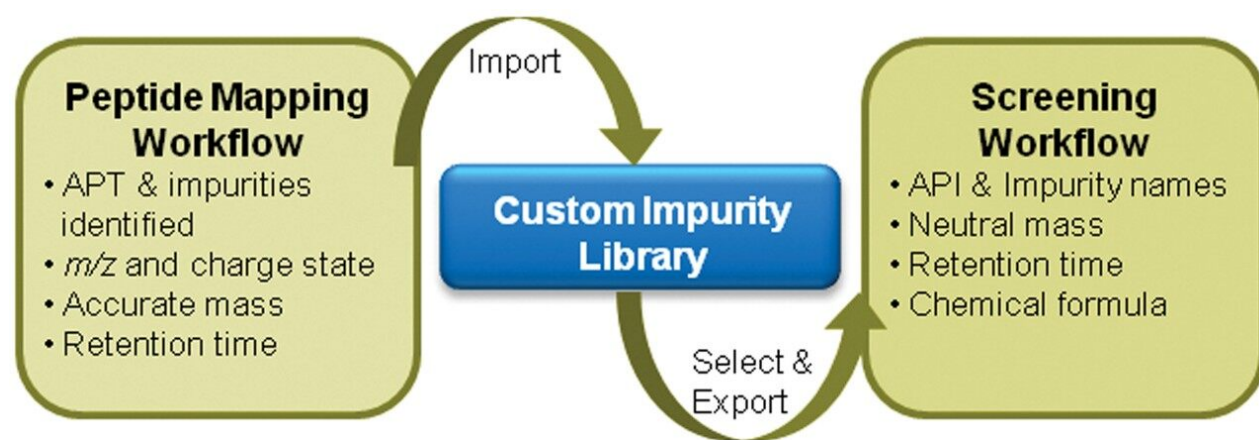 Peptide Mapping
Workflow
• APT & impurities
identified
• m/z and charge state
• Accurate mass
• Retention time
Import
Custom Impurity
Library
Select &
Export
Screening
Workflow
• API & Impurity names
• Neutral mass
• Retention time
• Chemical formula